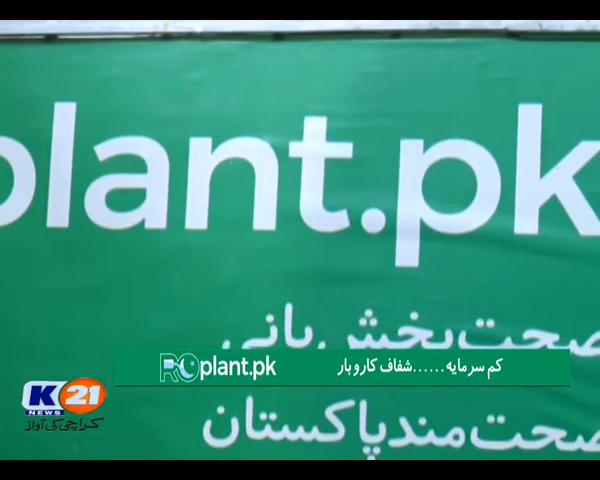 plant.pk
صحت بخش پانی
ROplant.pk
کم سرمایہ......شفاف کاروبار
K21
NEWS
کراچی کی آواز
صحت مند پاکستان